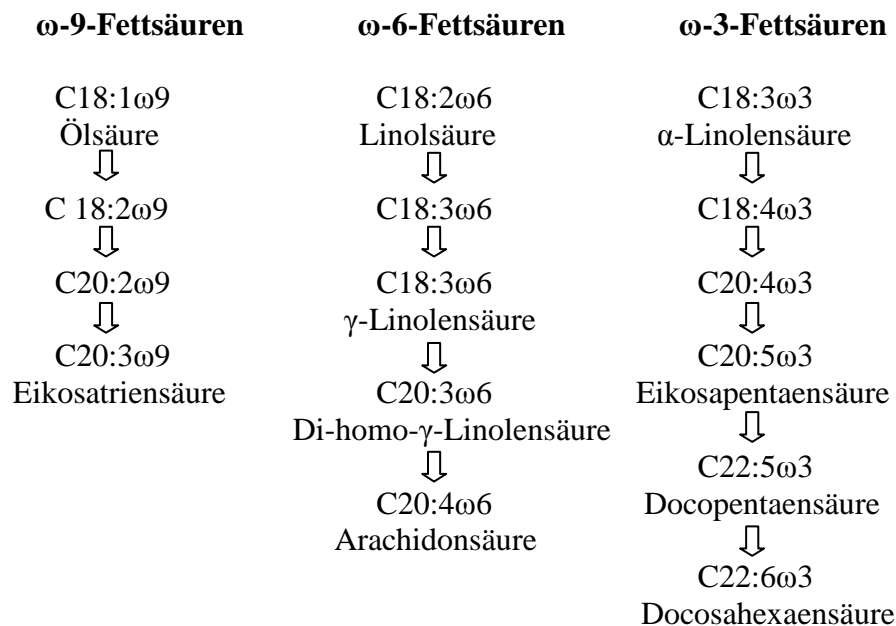 ω-9-Fettsäuren
C18:1ω9
Ölsäure
C 18:2ω9
C20:2ω9
C20:3ω9
Eikosatriensäure
ω-6-Fettsäuren
C18:2ω6
Linolsäure
C18:3ω6
C18:3ω6
γ-Linolensäure
C20:3ω6
Di-homo-γ-Linolensäure
C20:4ω6
Arachidonsäure
ω-3-Fettsäuren
C18:3ω3
α-Linolensäure
C18:4ω3
C20:4ω3
C20:5ω3
Eikosapentaensäure
C22:5ω3
Docopentaensäure
C22:6ω3
Docosahexaensäure